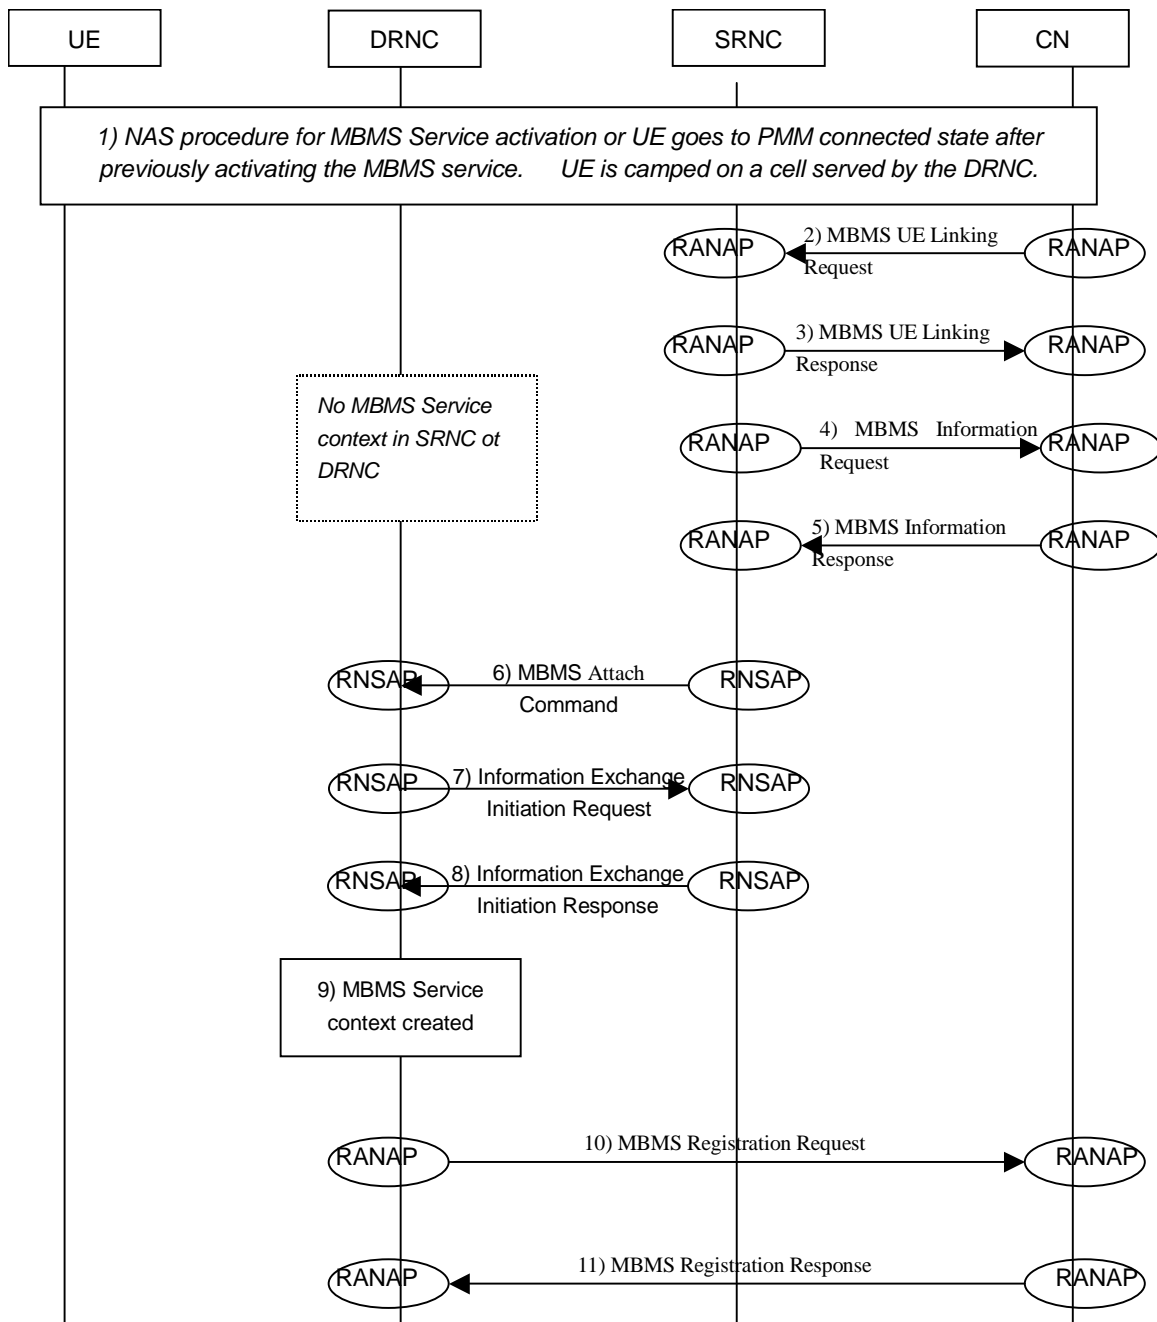 UE DRNC SRNC CN
1) NAS procedure for MBMS Service activation or UE goes to PMM connected state after
previously activating the MBMS service. UE is camped on a cell served by the DRNC.
RANAP 2) MBMS UE Linking RANAP
Request
RANAP 3) MBMS UE Linking RANAP
Response
No MBMS Service
context in SRNC ot
DRNC
RANAP 4) MBMS Information RANAP
Request
RANAP 5) MBMS Information RANAP
Response
RNSAP 6) MBMS Attach RNSAP
Command
RNSAP 7) Information Exchange RNSAP
Initiation Request
RNSAP 8) Information Exchange RNSAP
Initiation Response
9) MBMS Service
context created
RANAP 10) MBMS Registration Request RANAP
RANAP 11) MBMS Registration Response RANAP